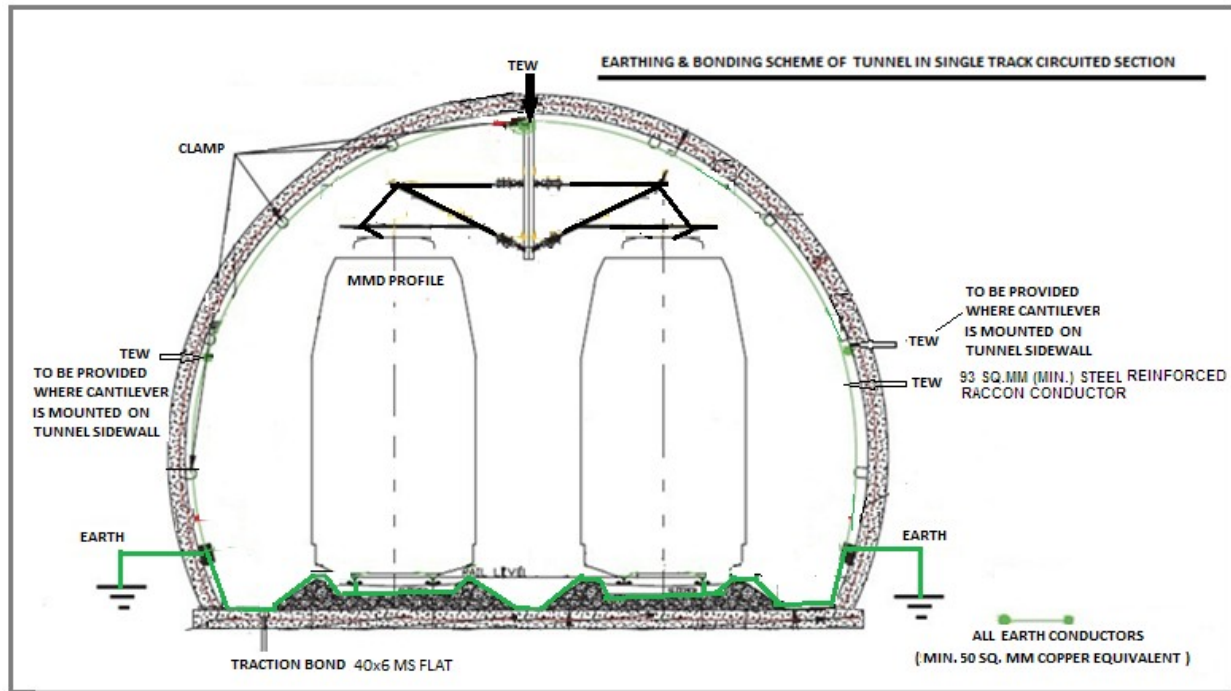 TEW
EARTHING & BONDING SCHEME OF TUNNEL IN SINGLE TRACK CIRCUITED SECTION
CLAMP
MMD PROFILE
TO BE PROVIDED
WHERE CANTILEVER
IS MOUNTED ON
TUNNEL SIDEWALL
TEW
TEW
TO BE PROVIDED
WHERE CANTILEVER
IS MOUNTED ON
TUNNEL SIDEWALL
TEW
93 SQ.MM (MIN.) STEEL REINFORCED
RACCON CONDUCTOR
EARTH
EARTH
RAIL LEVEL
ALL EARTH CONDUCTORS
(MIN. 50 SQ. MM COPPER EQUIVALENT )
TRACTION BOND 40x6 MS FLAT